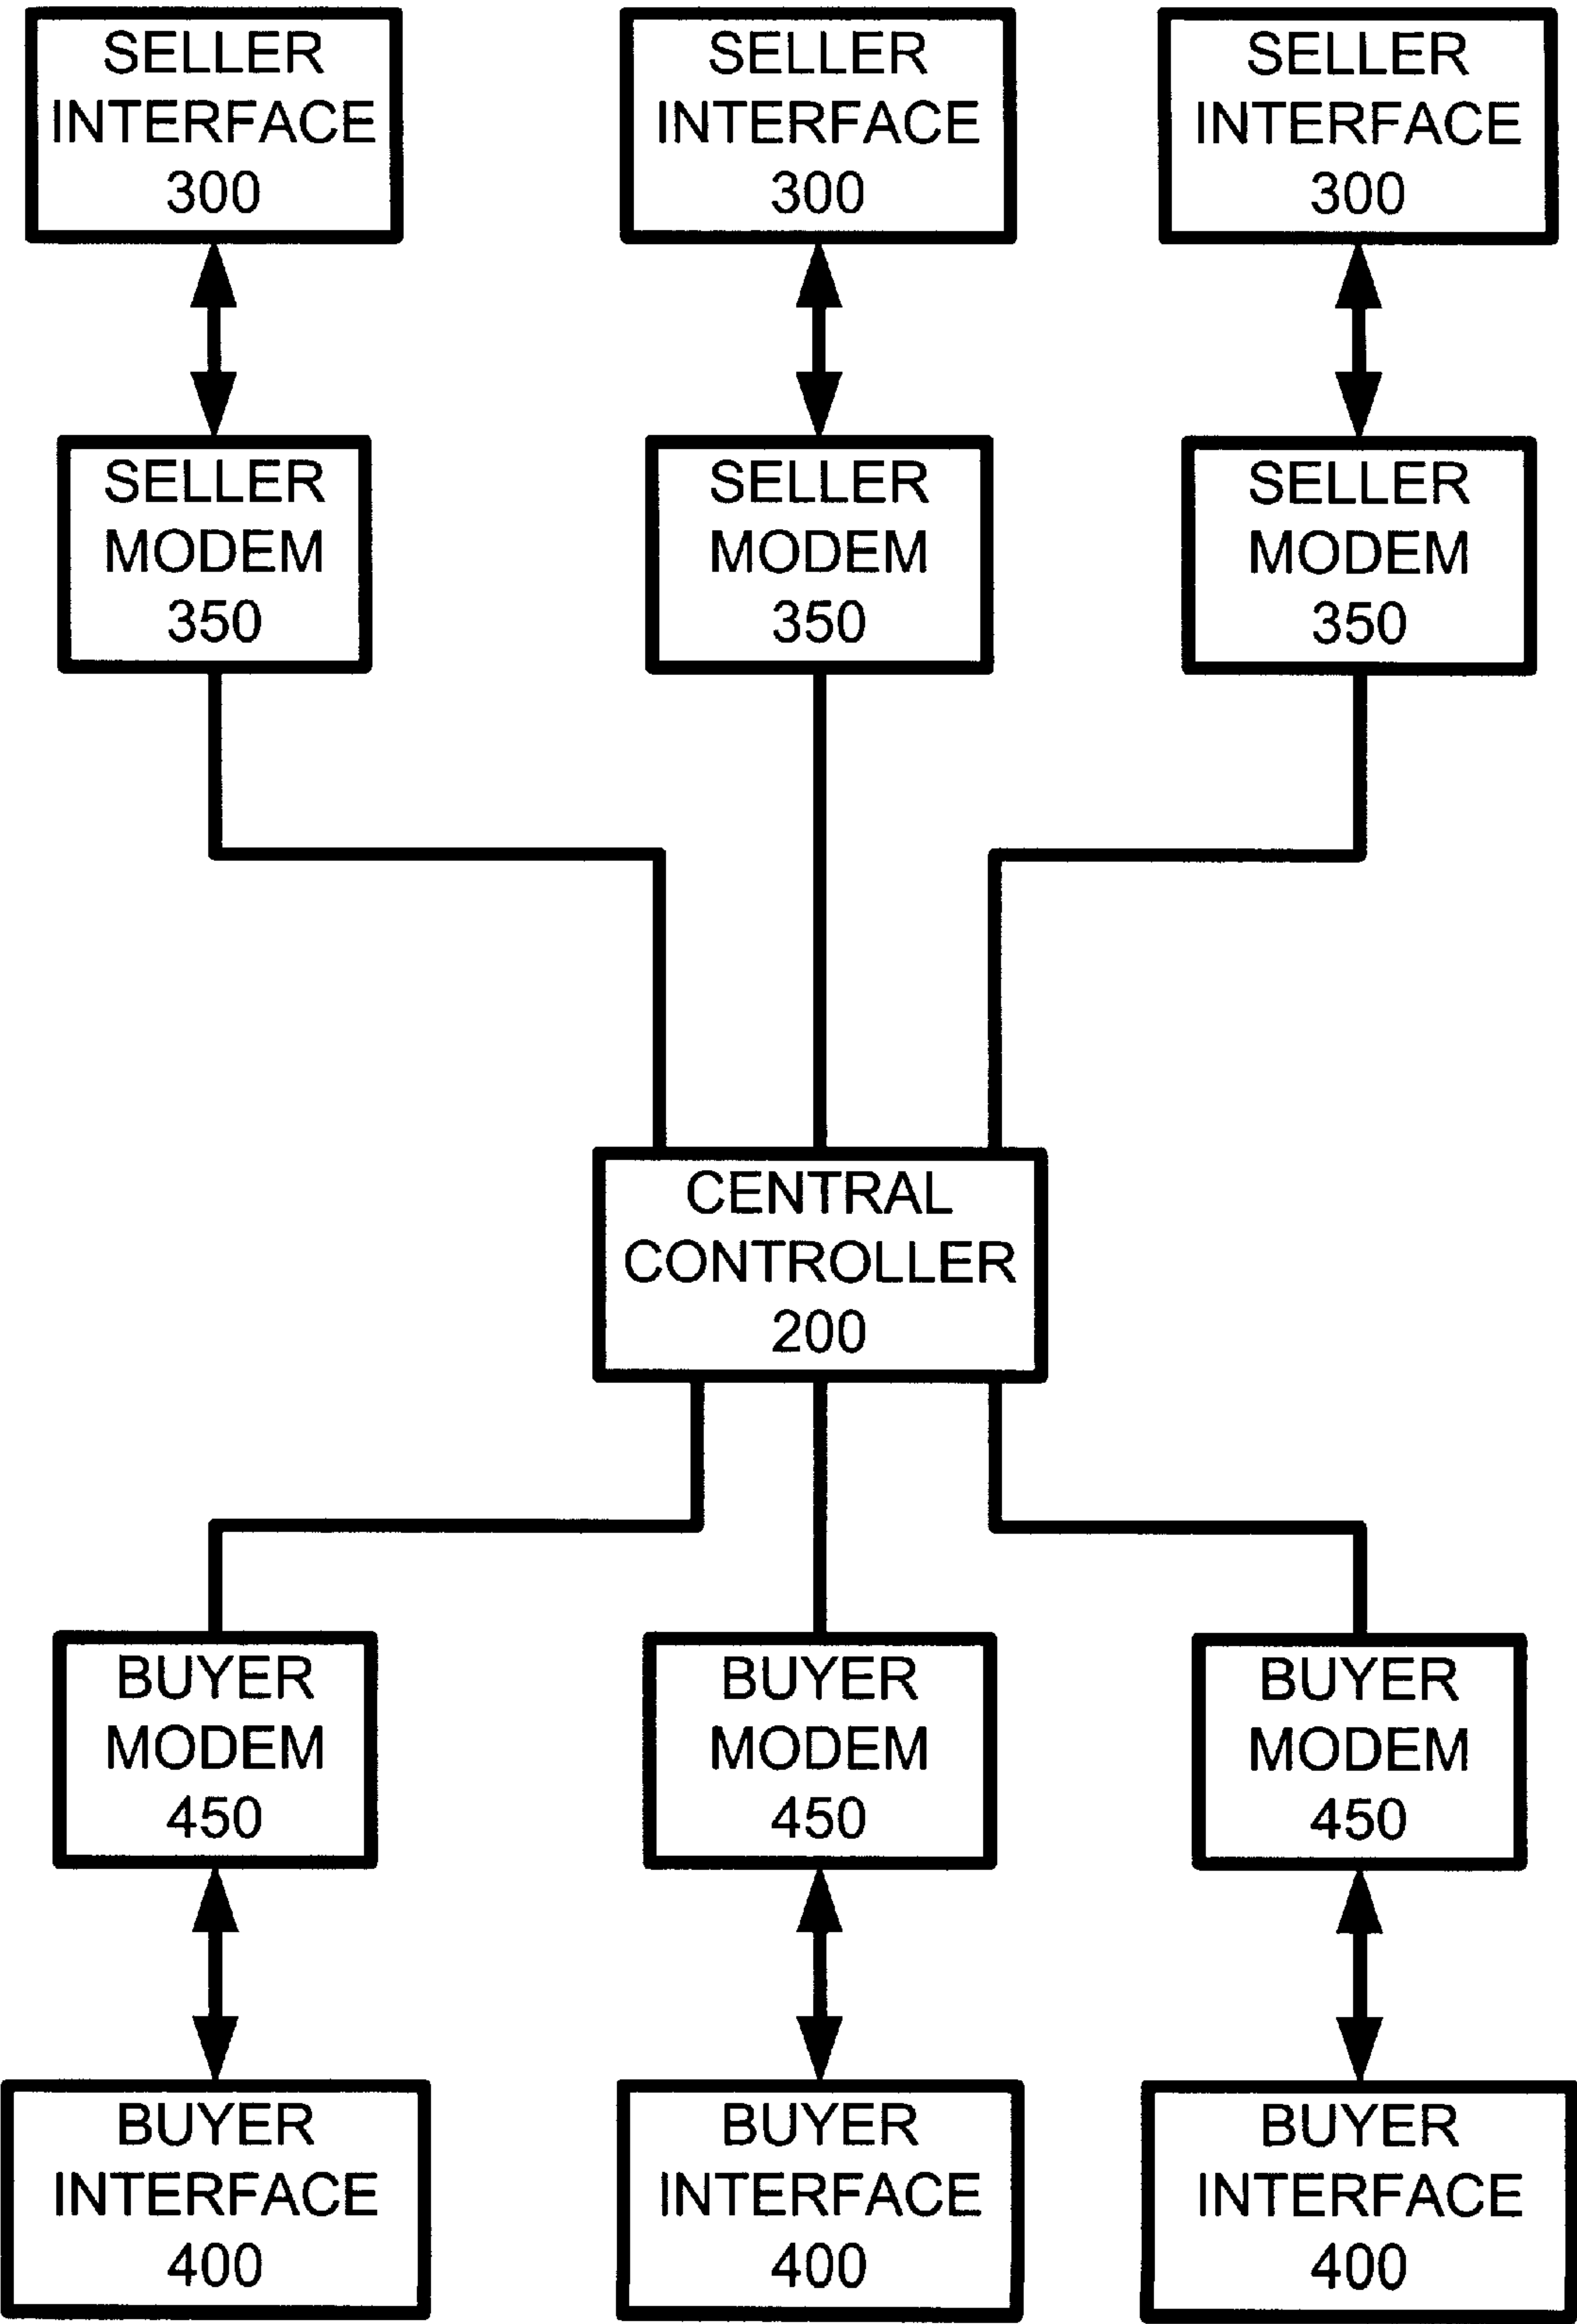 SELLER
INTERFACE
300
SELLER
INTERFACE
300
SELLER
INTERFACE
300
SELLER
MODEM
350
SELLER
MODEM
350
SELLER
MODEM
350
CENTRAL
CONTROLLER
200
BUYER
MODEM
450
BUYER
MODEM
450
BUYER
MODEM
450
BUYER
INTERFACE
400
BUYER
INTERFACE
400
BUYER
INTERFACE
400